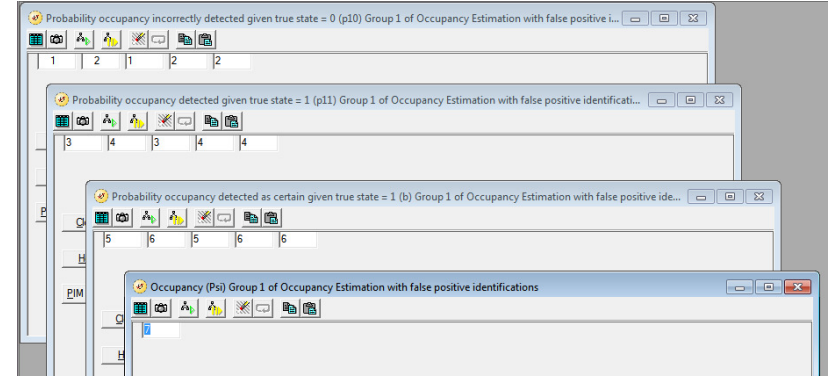 Probability occupancy incorrectly detected given true state = 0 (p10) Group 1 of Occupancy Estimation with false positive i...
1 2 1 2 2
Probability occupancy detected given true state = 1 (p11) Group 1 of Occupancy Estimation with false positive identificati...
3 4 3 4 4
Probability occupancy detected as certain given true state = 1 (b) Group 1 of Occupancy Estimation with false positive ide...
P
5 6 5 6 6
H
Occupancy (Psi) Group 1 of Occupancy Estimation with false positive identifications
PIM
7
H